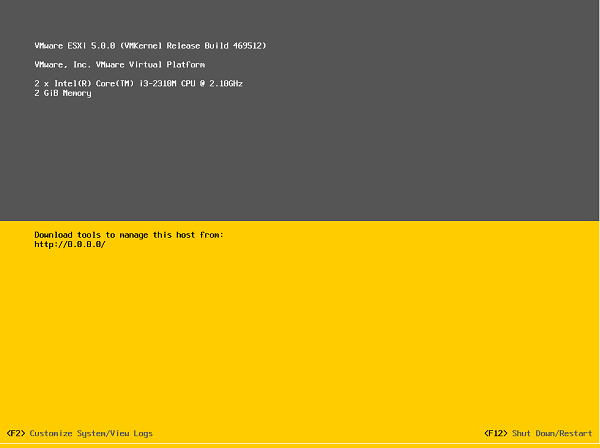 VMware ESXi 5.0.0 (VMKernel Release Build 469512)
VMware, Inc. VMware Virtual Platform
2 x Intel(R) Core(TM) i3-2310M CPU @ 2.10GHz
2 GiB Memory
Download tools to manage this host from:
http://0.0.0.0/
<F2> Customize System/View Logs
<F12> Shut Down/Restart